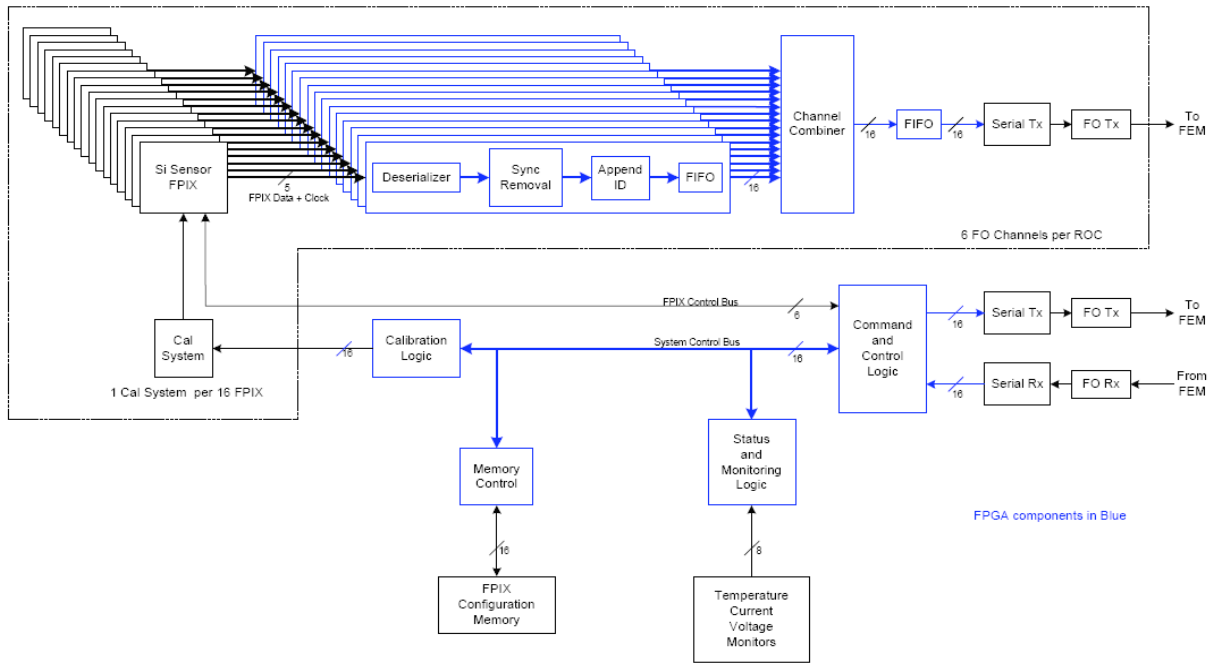 Si Sensor
FPIX
5
FPIX Data + Clock
Deserializer
Sync
Removal
Append
ID
FIFO
16
Channel
Combiner
16
FIFO
16
Serial Tx
FO Tx
To
FEM
6 FO Channels per ROC
FPIX Control Bus
6
Cal
System
16
Calibration
Logic
System Control Bus
16
Command
and
Control
Logic
16
Serial Tx
FO Tx
To
FEM
16
Serial Rx
FO Rx
From
FEM
1 Cal System per 16 FPIX
Memory
Control
Status
and
Monitoring
Logic
FPGA components in Blue
16
8
FPIX
Configuration
Memory
Temperature
Current
Voltage
Monitors